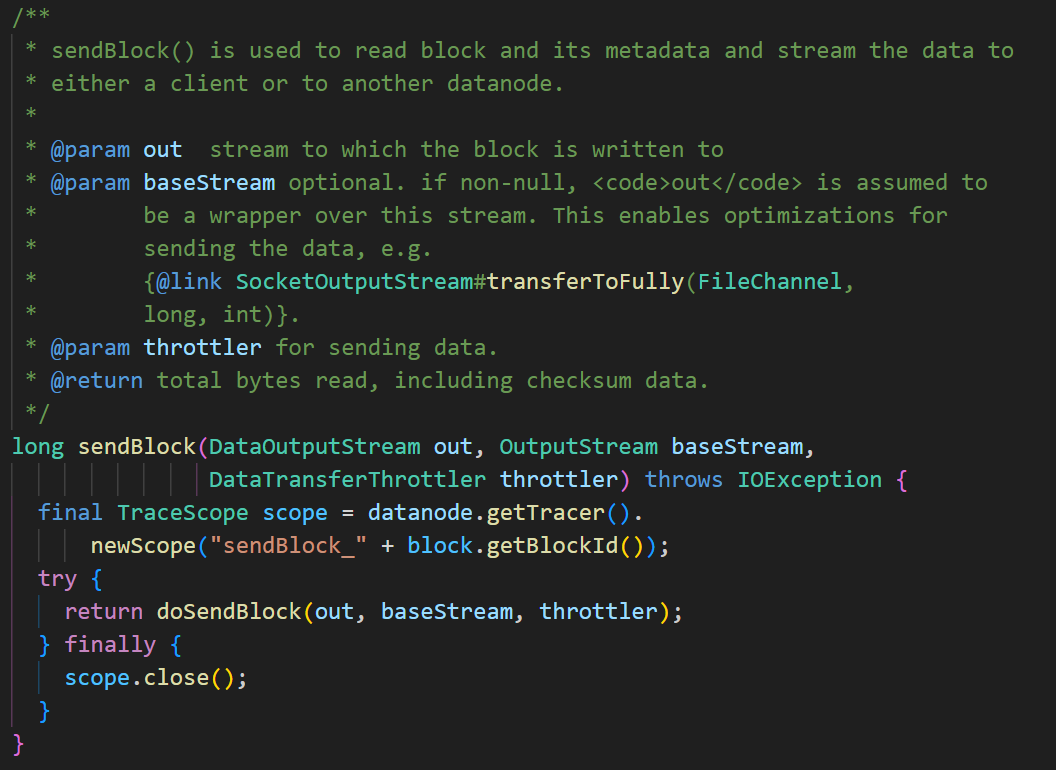 /**
 * sendBlock() is used to read block and its metadata and stream the data to
 * either a client or to another datanode.
 *
 * @param out  stream to which the block is written to
 * @param baseStream optional. if non-null, <code>out</code> is assumed to
 *        be a wrapper over this stream. This enables optimizations for
 *        sending the data, e.g.
 *        {@link SocketOutputStream#transferToFully(FileChannel,
 *        long, int)}.
 * @param throttler for sending data.
 * @return total bytes read, including checksum data.
 */
long sendBlock(DataOutputStream out, OutputStream baseStream,
               DataTransferThrottler throttler) throws IOException {
  final TraceScope scope = datanode.getTracer().
      newScope("sendBlock_" + block.getBlockId());
  try {
    return doSendBlock(out, baseStream, throttler);
  } finally {
    scope.close();
  }
}